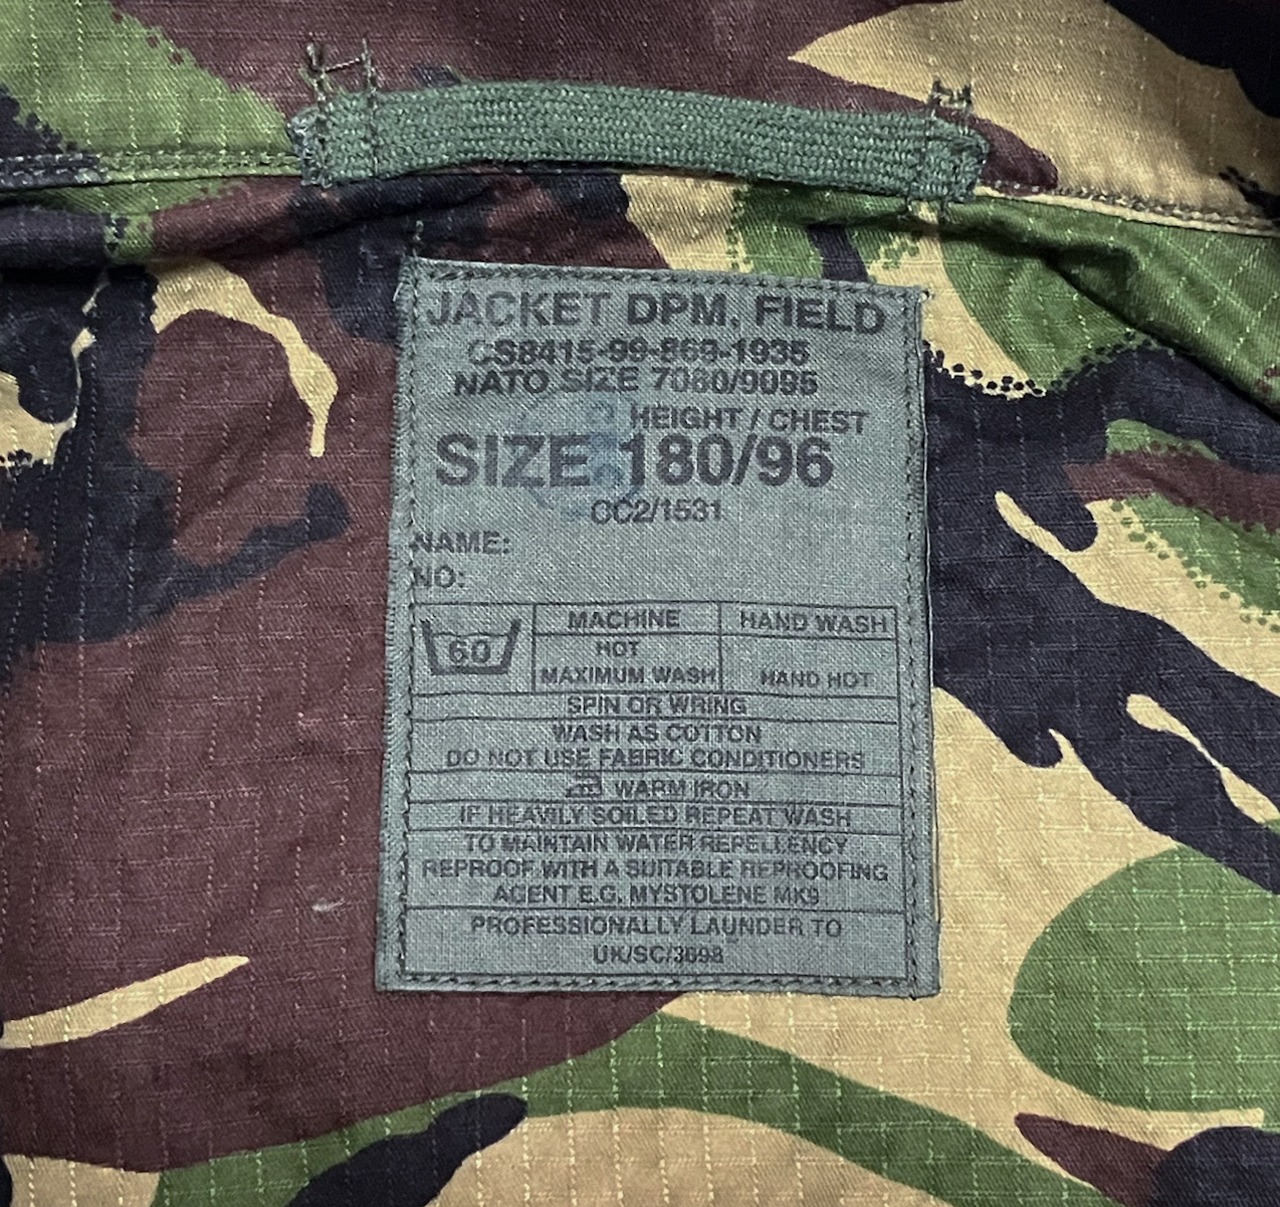 JACKET DPM, FIELD
CS8415-99-869-1935
NATO SIZE 7080/9095
HEIGHT / CHEST
SIZE 180/96
CC2/1531
NAME:
NO:
60
MACHINE
HAND WASH
HOT
MAXIMUM WASH
HAND HOT
SPIN OR WRING
WASH AS COTTON
DO NOT USE FABRIC CONDITIONERS
WARM IRON
IF HEAVILY SOILED REPEAT WASH
TO MAINTAIN WATER REPELLENCY
REPROOF WITH A SUITABLE REPROOFING
AGENT E.G. MYSTOLENE MK9
PROFESSIONALLY LAUNDER TO
UK/SC/3698